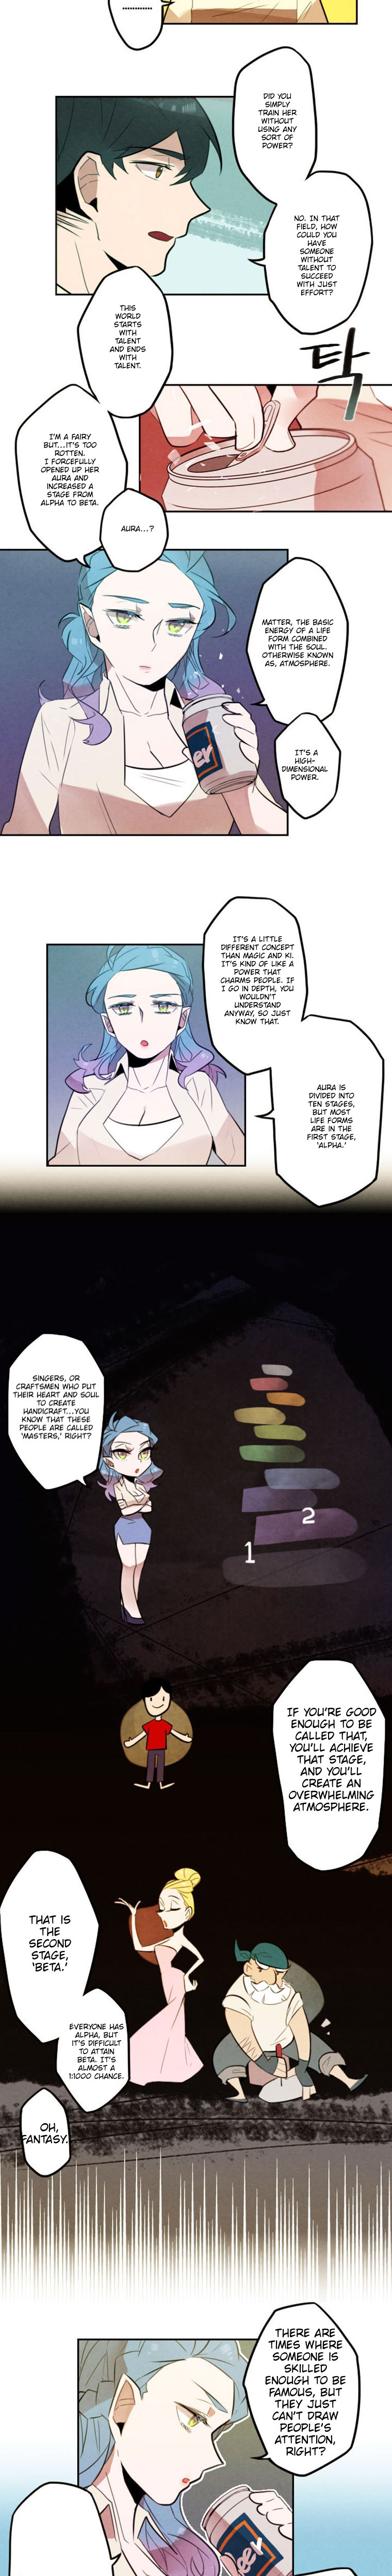 ............
DID YOU
SIMPLY
TRAIN HER
WITHOUT
USING ANY
SORT OF
POWER?
NO. IN THAT
FIELD, HOW
COULD YOU
HAVE
SOMEONE
WITHOUT
TALENT TO
SUCCEED
WITH JUST
EFFORT?
THIS
WORLD
STARTS
WITH
TALENT
AND ENDS
WITH
TALENT.
탁
I'M A FAIRY
BUT...IT'S TOO
ROTTEN.
I FORCEFULLY
OPENED UP HER
AURA AND
INCREASED A
STAGE FROM
ALPHA TO BETA.
AURA...?
MATTER, THE BASIC
ENERGY OF A LIFE
FORM COMBINED
WITH THE SOUL.
OTHERWISE KNOWN
AS, ATMOSPHERE.
IT'S A
HIGH-
DIMENSIONAL
POWER.
IT'S A LITTLE
DIFFERENT CONCEPT
THAN MAGIC AND KI.
IT'S KIND OF LIKE A
POWER THAT
CHARMS PEOPLE. IF
I GO IN DEPTH, YOU
WOULDN'T
UNDERSTAND
ANYWAY, SO JUST
KNOW THAT.
AURA IS
DIVIDED INTO
TEN STAGES,
BUT MOST
LIFE FORMS
ARE IN THE
FIRST STAGE,
'ALPHA.'
SINGERS, OR
CRAFTSMEN WHO PUT
THEIR HEART AND SOUL
TO CREATE
HANDICRAFT...YOU
KNOW THAT THESE
PEOPLE ARE CALLED
'MASTERS,' RIGHT?
2
1
IF YOU'RE GOOD
ENOUGH TO BE
CALLED THAT,
YOU'LL ACHIEVE
THAT STAGE,
AND YOU'LL
CREATE AN
OVERWHELMING
ATMOSPHERE.
THAT IS
THE
SECOND
STAGE,
'BETA.'
EVERYONE HAS
ALPHA, BUT
IT'S DIFFICULT
TO ATTAIN
BETA. IT'S
ALMOST A
1:1000 CHANCE.
OH,
FANTASY.
THERE ARE
TIMES WHERE
SOMEONE IS
SKILLED
ENOUGH TO BE
FAMOUS, BUT
THEY JUST
CAN'T DRAW
PEOPLE'S
ATTENTION,
RIGHT?